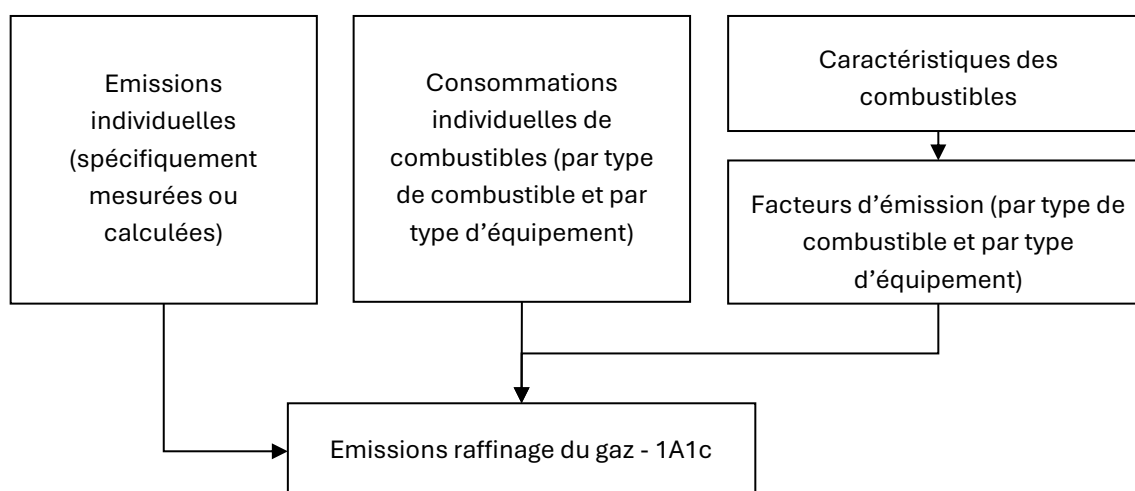 Emissions
individuelles
(spécifiquement
mesurées ou
calculées)
Consommations
individuelles de
combustibles (par type
de combustible et par
type d’équipement)
Caractéristiques des
combustibles
Facteurs d’émission (par type de
combustible et par type
d’équipement)
Emissions raffinage du gaz - 1A1c